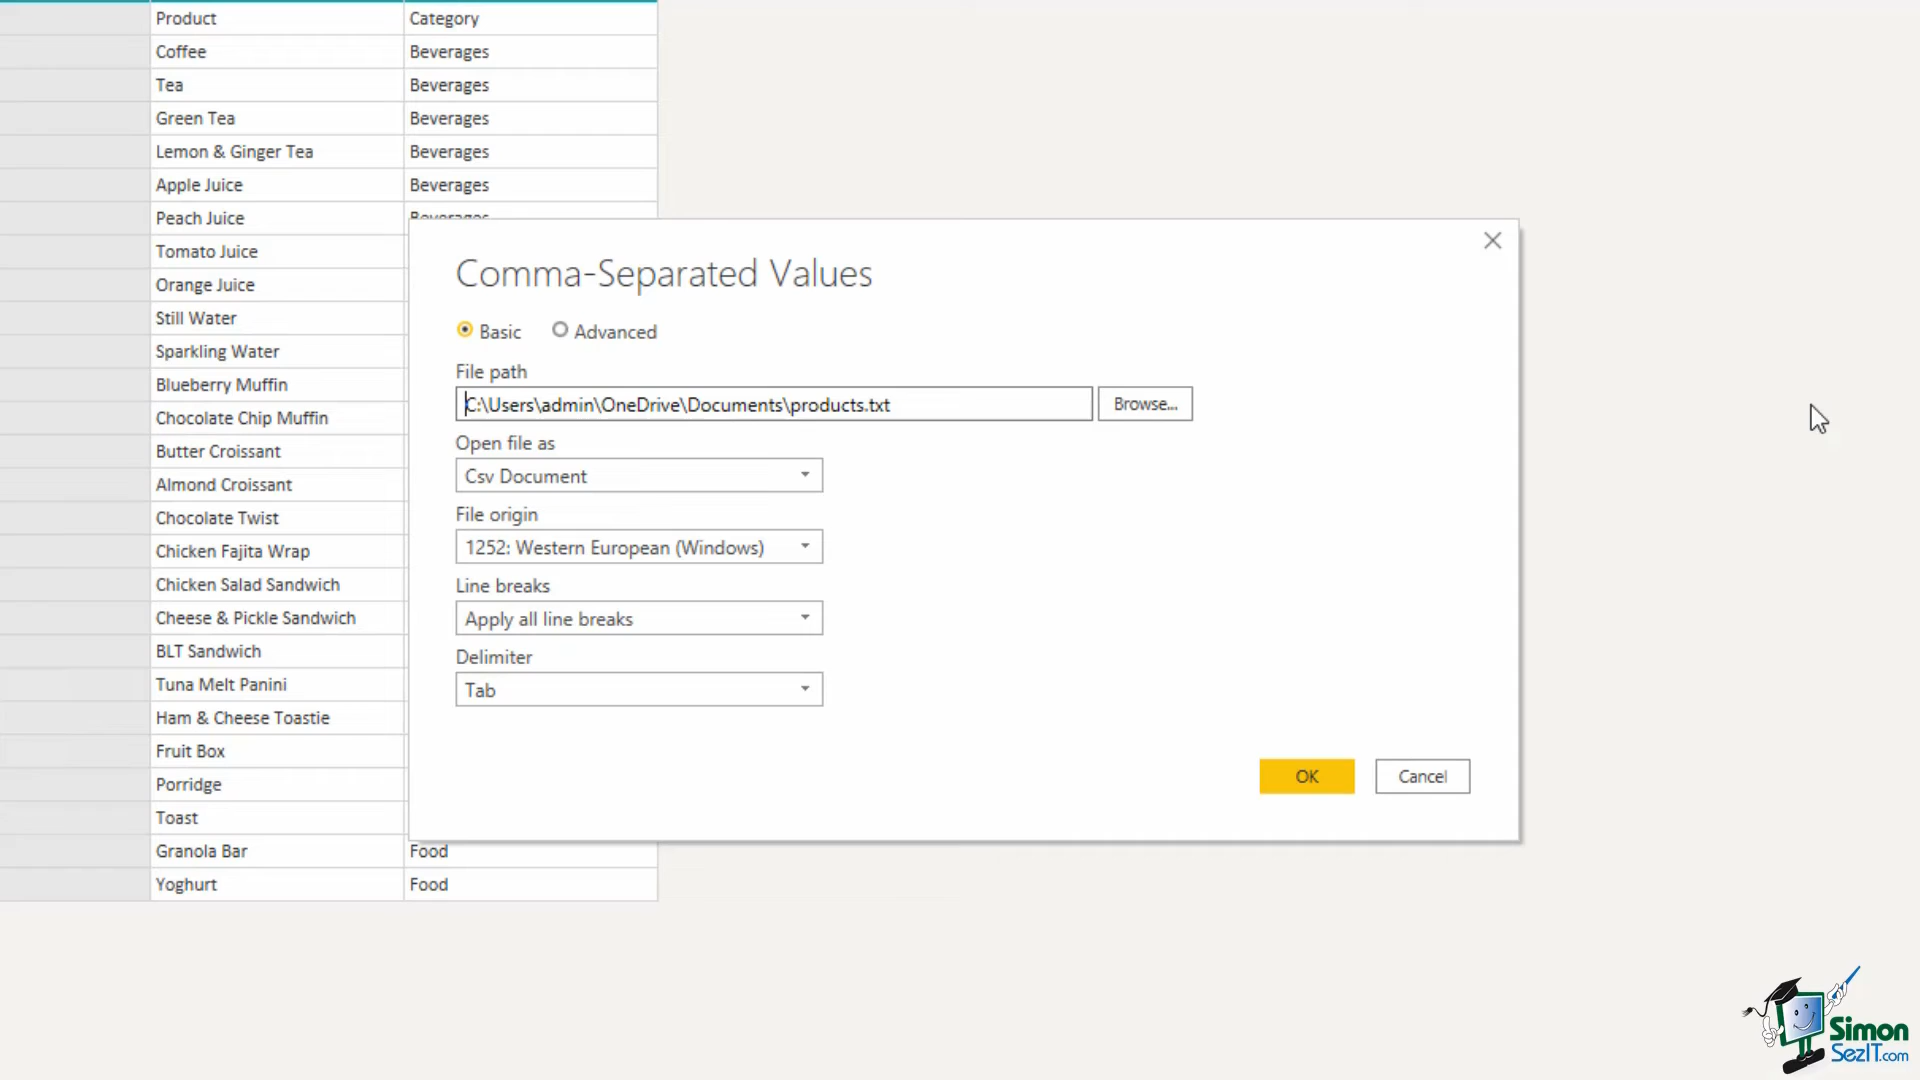 Product Category
Coffee Beverages
Tea Beverages
Green Tea Beverages
Lemon & Ginger Tea Beverages
Apple Juice Beverages
Peach Juice Beverages
Tomato Juice
Orange Juice
Still Water
Sparkling Water
Blueberry Muffin
Chocolate Chip Muffin
Butter Croissant
Almond Croissant
Chocolate Twist
Chicken Fajita Wrap
Chicken Salad Sandwich
Cheese & Pickle Sandwich
BLT Sandwich
Tuna Melt Panini
Ham & Cheese Toastie
Fruit Box
Porridge
Toast
Granola Bar Food
Yoghurt Food
Comma-Separated Values
Basic Advanced
File path
C:\Users\admin\OneDrive\Documents\products.txt Browse...
Open file as
Csv Document
File origin
1252: Western European (Windows)
Line breaks
Apply all line breaks
Delimiter
Tab
OK Cancel
Simon
SezIT.com